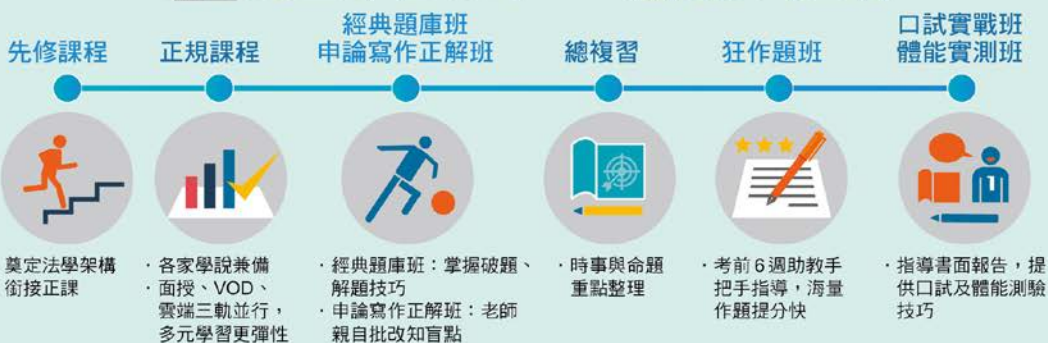 先修課程
正規課程
經典題庫班
申論寫作正解班
總複習
狂作題班
口試實戰班
體能實測班
奠定法學架構
銜接正課
·各家學說兼備
·面授、VOD、
雲端三軌並行，
多元學習更彈性
·經典題庫班：掌握破題、
解題技巧
·申論寫作正解班：老師
親自批改知盲點
·時事與命題
重點整理
·考前6週助教手
把手指導，海量
作題提分快
·指導書面報告，提
供口試及體能測驗
技巧